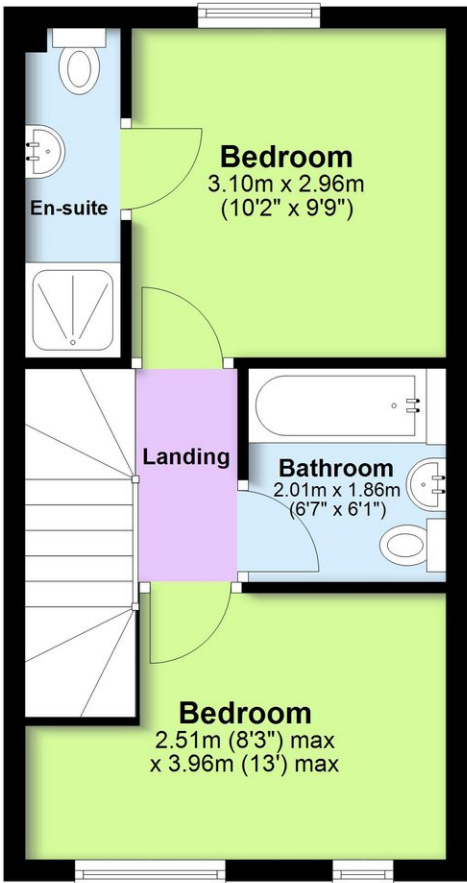 Bedroom
3.10m x 2.96m
(10'2" x 9'9")
En-suite
Landing
Bathroom
2.01m x 1.86m
(6'7" x 6'1")
Bedroom
2.51m (8'3") max
x 3.96m (13') max